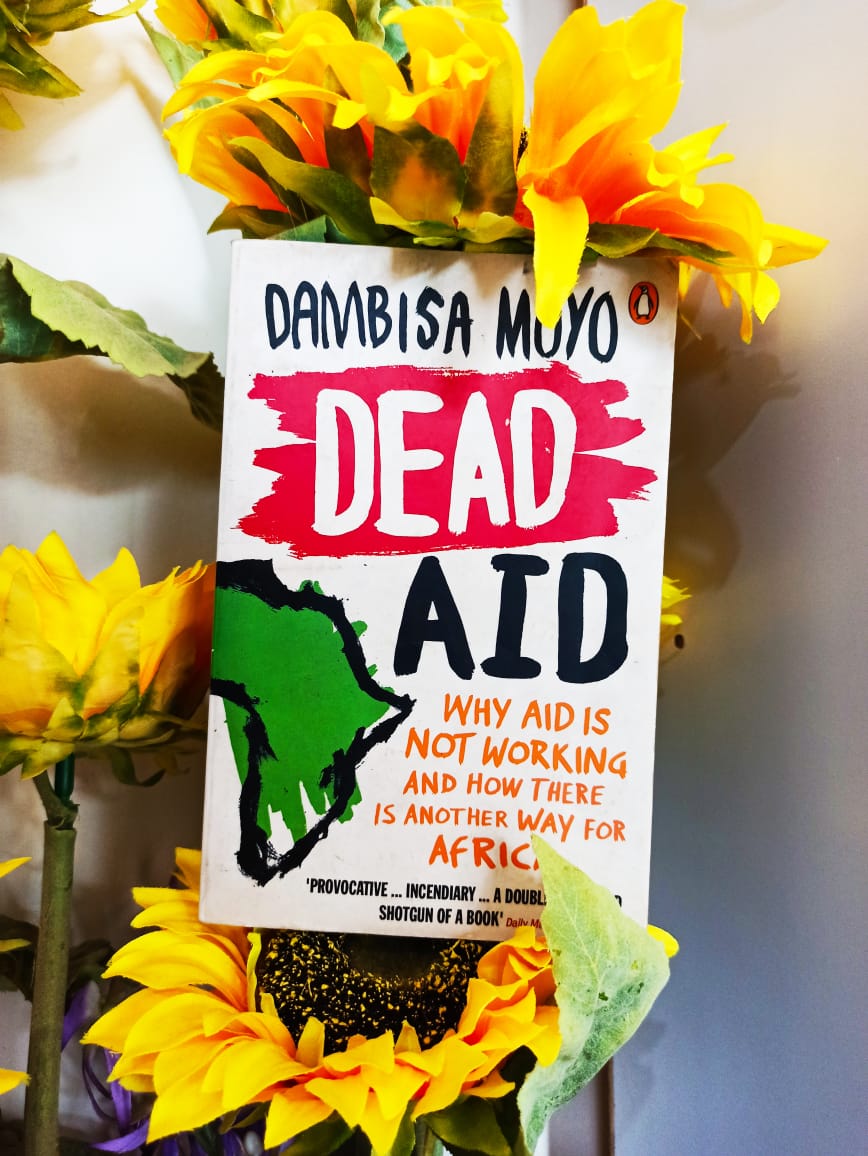 DAMBISA MOYO
DEAD
AID
WHY AID IS
NOT WORKING
AND HOW THERE
IS ANOTHER WAY FOR
'PROVOCATIVE ... INCENDIARY ... A
SHOTGUN OF A BOOK' Daily